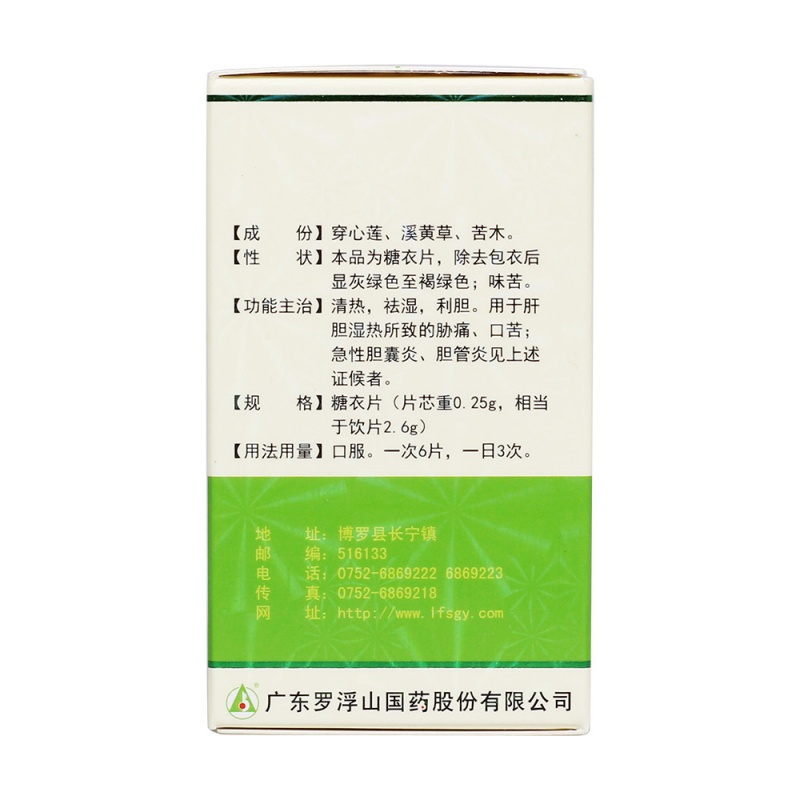 【成　　份】穿心莲、溪黄草、苦木。
【性　　状】本品为糖衣片，除去包衣后
显灰绿色至褐绿色；味苦。
【功能主治】清热，祛湿，利胆。用于肝
胆湿热所致的胁痛、口苦；
急性胆囊炎、胆管炎见上述
证候者。
【规　　格】糖衣片（片芯重0.25g，相当
于饮片2.6g）
【用法用量】口服。一次6片，一日3次。
地　　址：博罗县长宁镇
邮　　编：516133
电　　话：0752-6869222 6869223
传　　真：0752-6869218
网　　址：http://www.lfsgy.com
广东罗浮山国药股份有限公司